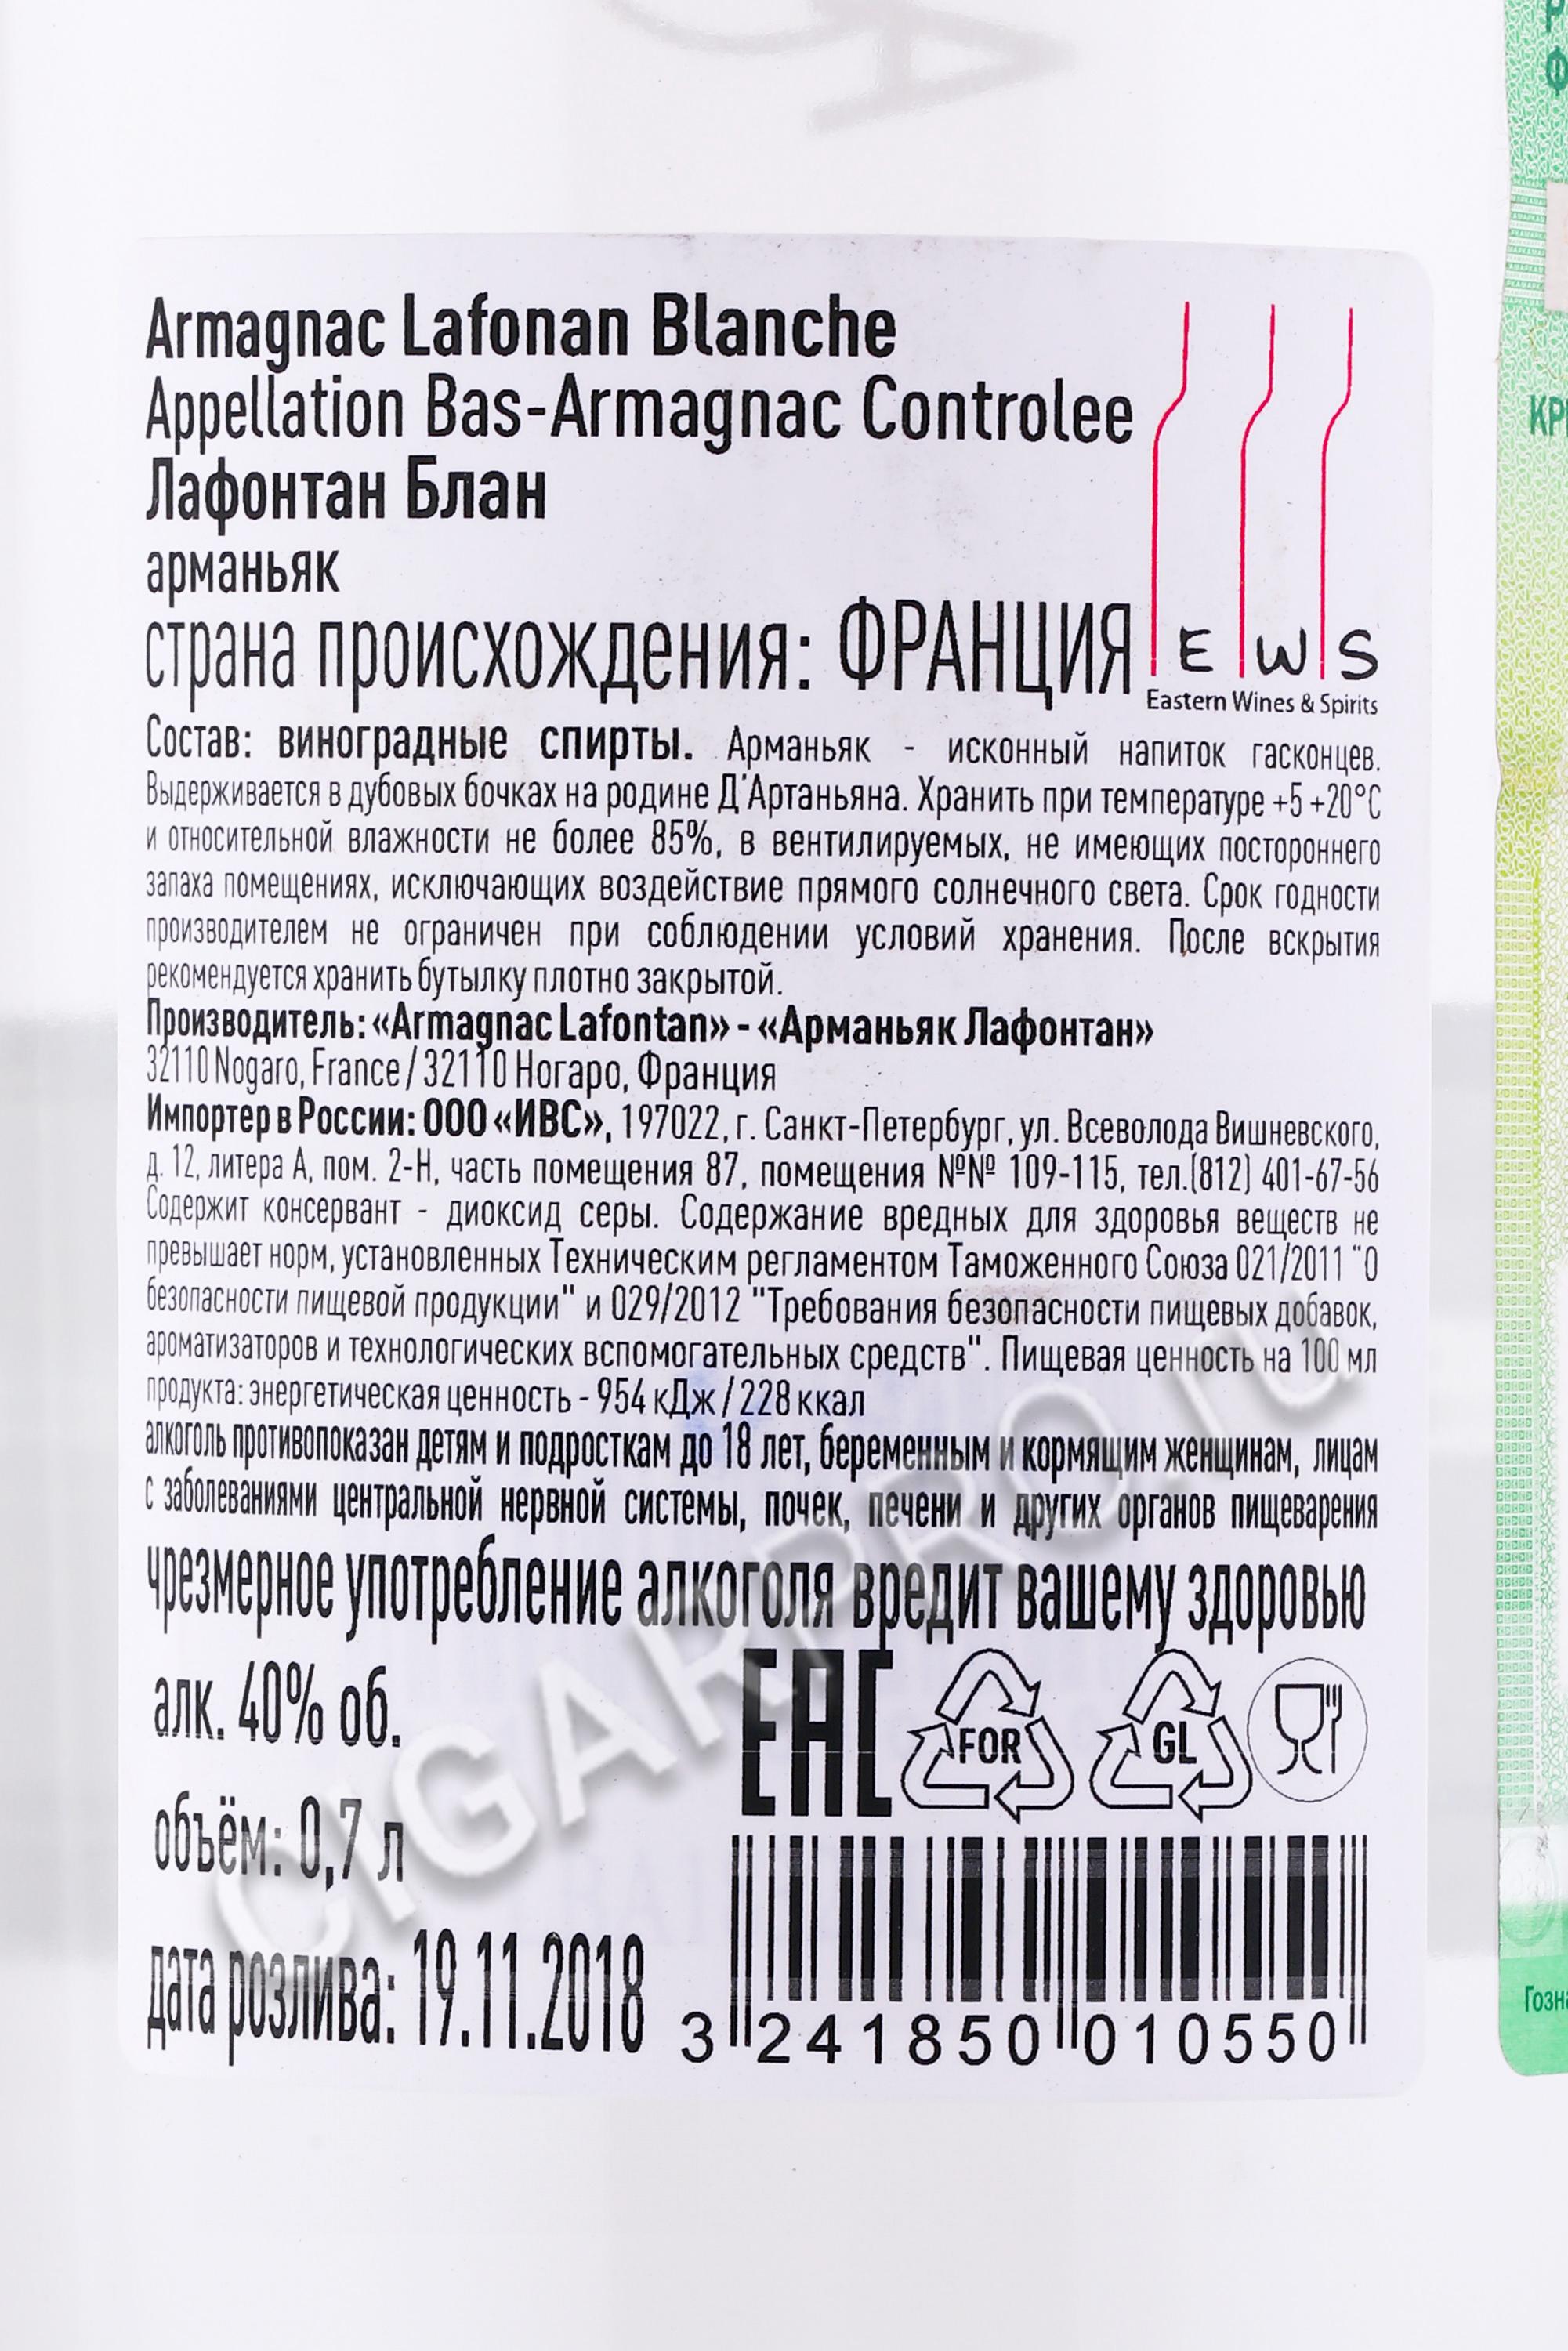 Armagnac Lafonan Blanche
Appellation Bas-Armagnac Controlee
Лафонтан Блан
арманьяк
страна происхождения: ФРАНЦИЯ
E W S
Eastern Wines & Spirits
Состав: виноградные спирты. Арманьяк - исконный напиток гасконцев.
Выдерживается в дубовых бочках на родине Д'Артаньяна. Хранить при температуре +5 +20°С
и относительной влажности не более 85%, в вентилируемых, не имеющих постороннего
запаха помещениях, исключающих воздействие прямого солнечного света. Срок годности
производителем не ограничен при соблюдении условий хранения. После вскрытия
рекомендуется хранить бутылку плотно закрытой.
Производитель: «Armagnac Lafontan» - «Арманьяк Лафонтан»
32110 Nogaro, France / 32110 Ногаро, Франция
Импортер в России: ООО «ИВС», 197022, г. Санкт-Петербург, ул. Всеволода Вишневского,
д. 12, литера А, пом. 2-Н, часть помещения 87, помещения №№ 109-115, тел.(812) 401-67-56
Содержит консервант - диоксид серы. Содержание вредных для здоровья веществ не
превышает норм, установленных Техническим регламентом Таможенного Союза 021/2011 "О
безопасности пищевой продукции" и 029/2012 "Требования безопасности пищевых добавок,
ароматизаторов и технологических вспомогательных средств". Пищевая ценность на 100 мл
продукта: энергетическая ценность - 954 кДж / 228 ккал
алкоголь противопоказан детям и подросткам до 18 лет, беременным и кормящим женщинам, лицам
с заболеваниями центральной нервной системы, почек, печени и других органов пищеварения
чрезмерное употребление алкоголя вредит вашему здоровью
алк. 40% об.
EAC FOR GL
объём: 0,7 л
дата розлива: 19.11.2018
3 241850 010550
CIGARPRO.ru